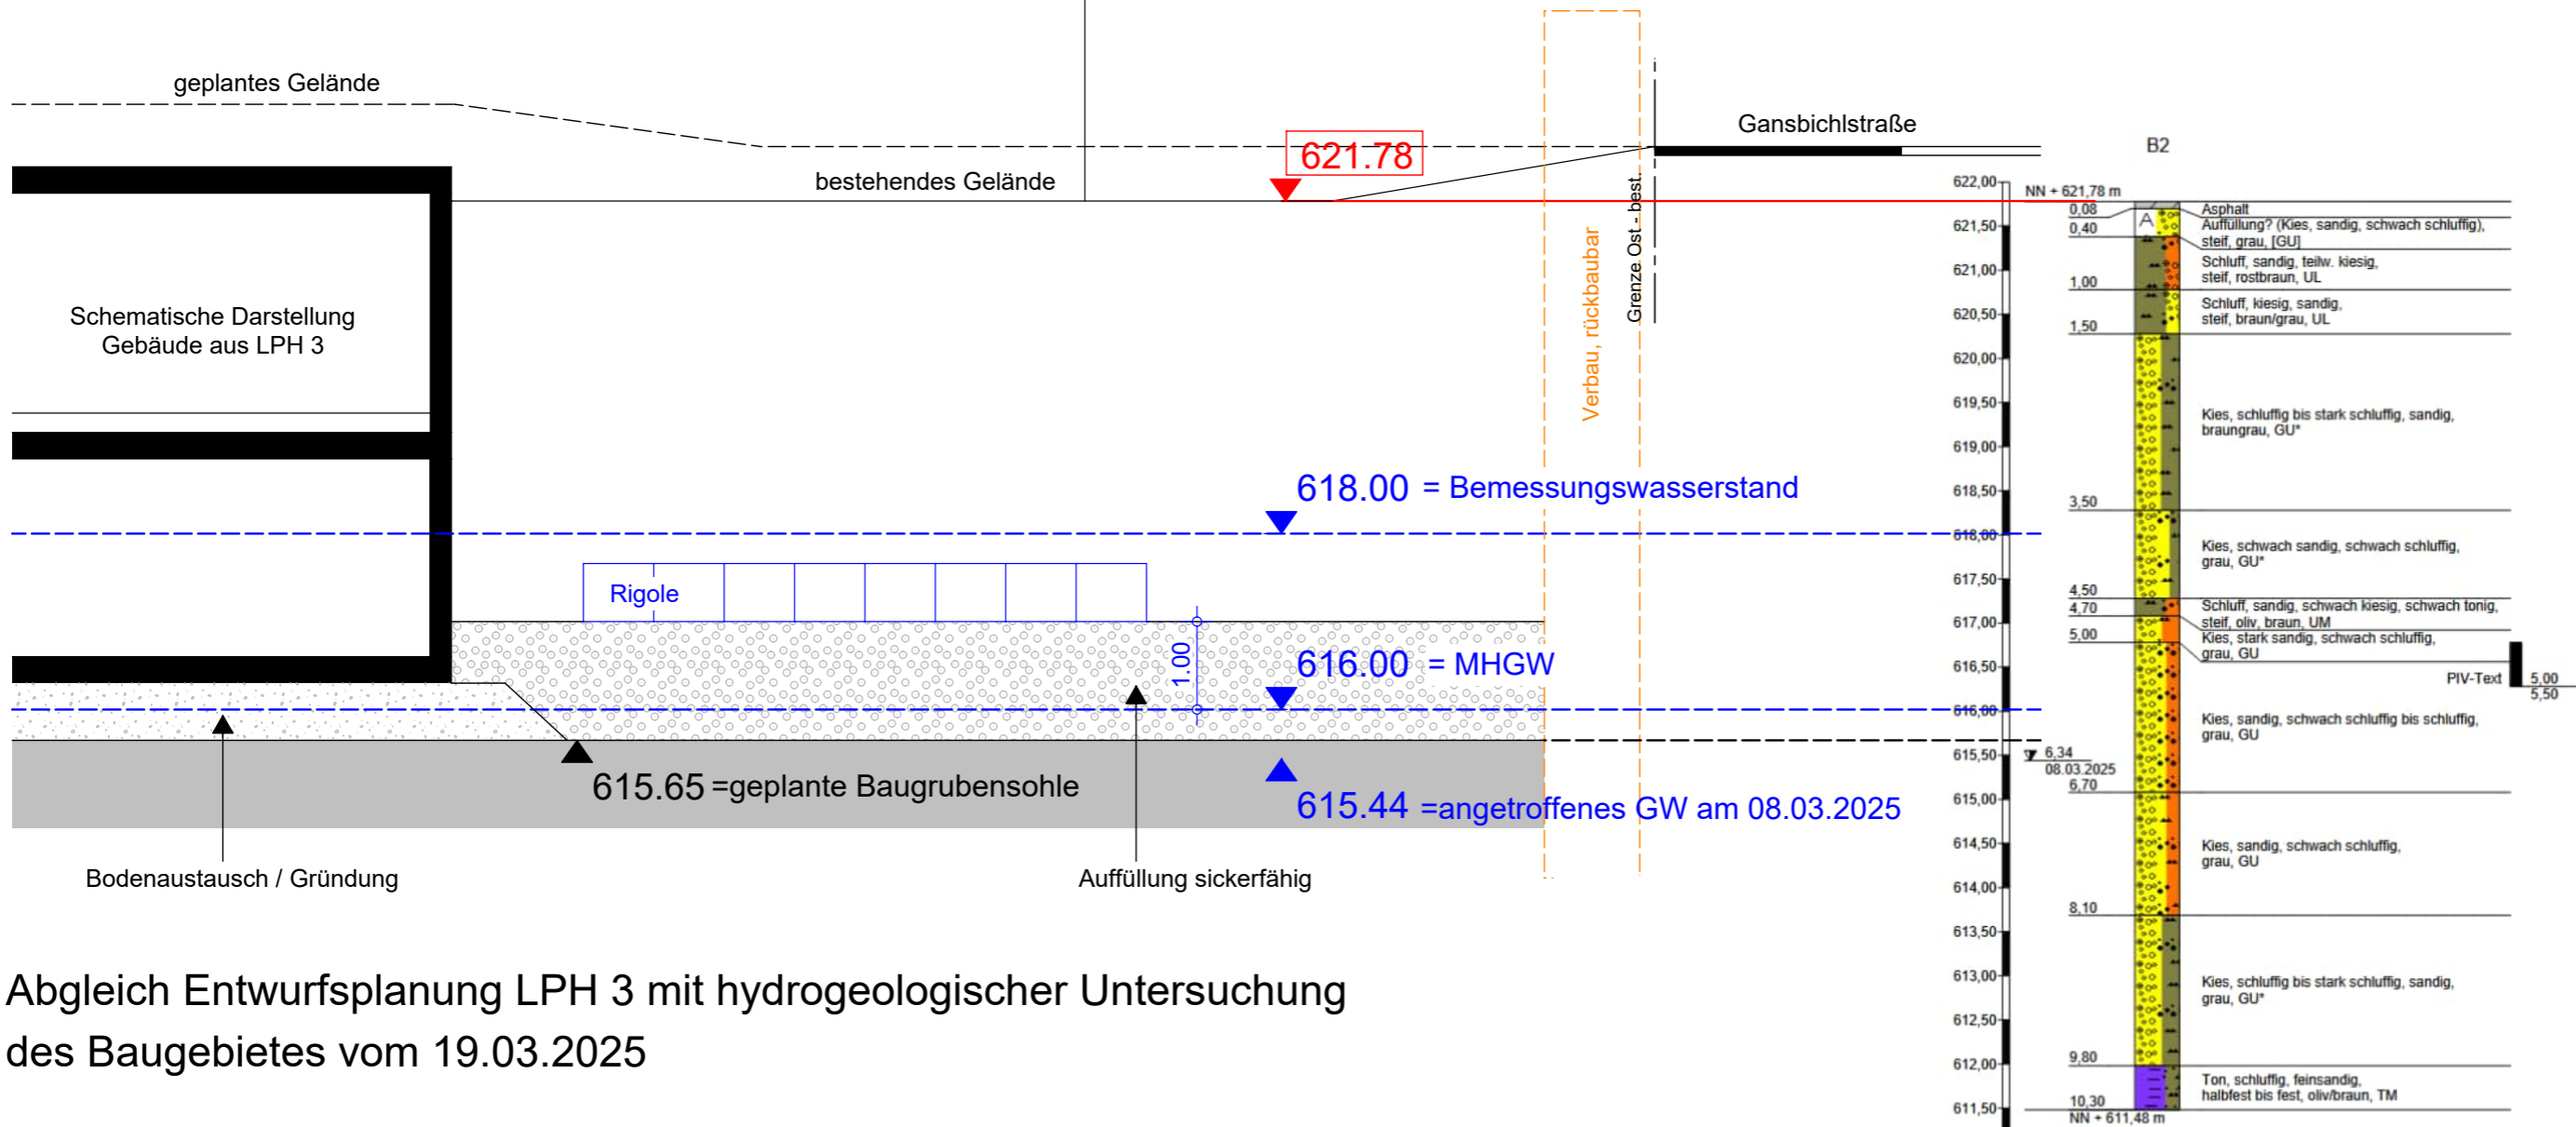 geplantes Gelände
Gansbichlstraße
621.78
bestehendes Gelände
Grenze Ost - best.
Verbau, rückbaubar
Schematische Darstellung
Gebäude aus LPH 3
618.00 = Bemessungswasserstand
Rigole
1.00
616.00 = MHGW
615.65 =geplante Baugrubensohle
615.44 =angetroffenes GW am 08.03.2025
Bodenaustausch / Gründung
Auffüllung sickerfähig
Abgleich Entwurfsplanung LPH 3 mit hydrogeologischer Untersuchung
des Baugebietes vom 19.03.2025
622,00
621,50
621,00
620,50
620,00
619,50
619,00
618,50
618,00
617,50
617,00
616,50
616,00
615,50
615,00
614,50
614,00
613,50
613,00
612,50
612,00
611,50
B2
NN + 621,78 m
0,08
A
Asphalt
0,40
Auffüllung? (Kies, sandig, schwach schluffig),
steif, grau, [GU]
1,00
Schluff, sandig, teilw. kiesig,
steif, rostbraun, UL
1,50
Schluff, kiesig, sandig,
steif, braun/grau, UL
3,50
Kies, schluffig bis stark schluffig, sandig,
braungrau, GU*
4,50
Kies, schwach sandig, schwach schluffig,
grau, GU*
4,70
Schluff, sandig, schwach kiesig, schwach tonig,
steif, oliv, braun, UM
5,00
Kies, stark sandig, schwach schluffig,
grau, GU
PIV-Text
5,00
5,50
Kies, sandig, schwach schluffig bis schluffig,
grau, GU
6,34
08.03.2025
6,70
Kies, sandig, schwach schluffig,
grau, GU
8,10
Kies, schluffig bis stark schluffig, sandig,
grau, GU*
9,80
Ton, schluffig, feinsandig,
halbfest bis fest, oliv/braun, TM
10,30
NN + 611,48 m